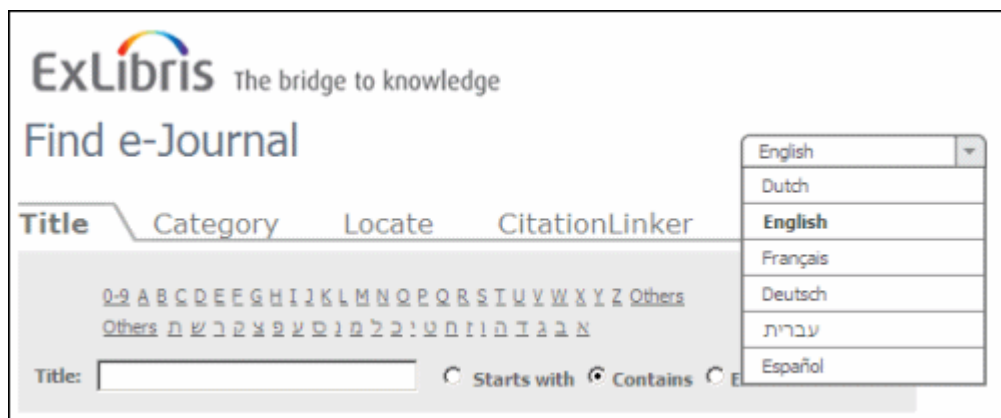 ExLibris The bridge to knowledge
Find e-Journal
English
Dutch
English
Français
Deutsch
עברית
Español
Title Category Locate CitationLinker
0-9 A B C D E F G H I J K L M N O P Q R S T U V W X Y Z Others
א ב ג ד ה ו ז ח ט י כ ל מ נ ס ע פ צ ק ר ש ת Others
Title: Starts with Contains E